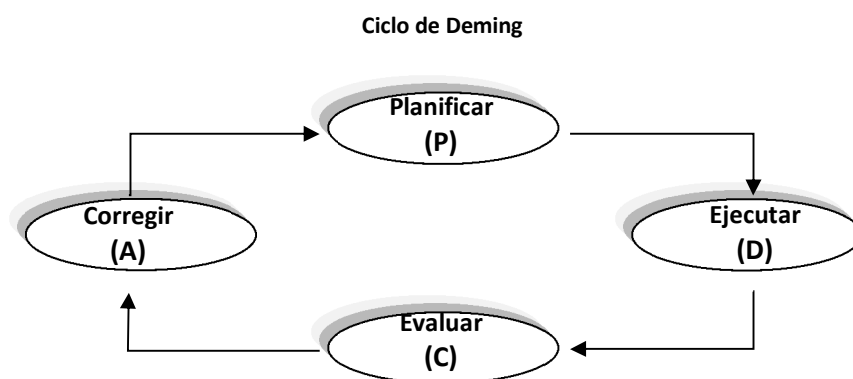 Ciclo de Deming
Planificar
(P)
Corregir
(A)
Ejecutar
(D)
Evaluar
(C)